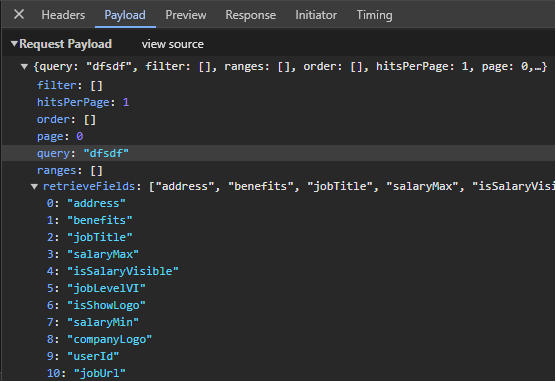 Headers Payload Preview Response Initiator Timing
Request Payload view source
{query: "dfsdf", filter: [], ranges: [], order: [], hitsPerPage: 1, page: 0,…}
filter: []
hitsPerPage: 1
order: []
page: 0
query: "dfsdf"
ranges: []
retrieveFields: ["address", "benefits", "jobTitle", "salaryMax", "isSalaryVisi
0: "address"
1: "benefits"
2: "jobTitle"
3: "salaryMax"
4: "isSalaryVisible"
5: "jobLevelVI"
6: "isShowLogo"
7: "salaryMin"
8: "companyLogo"
9: "userId"
10: "jobUrl"